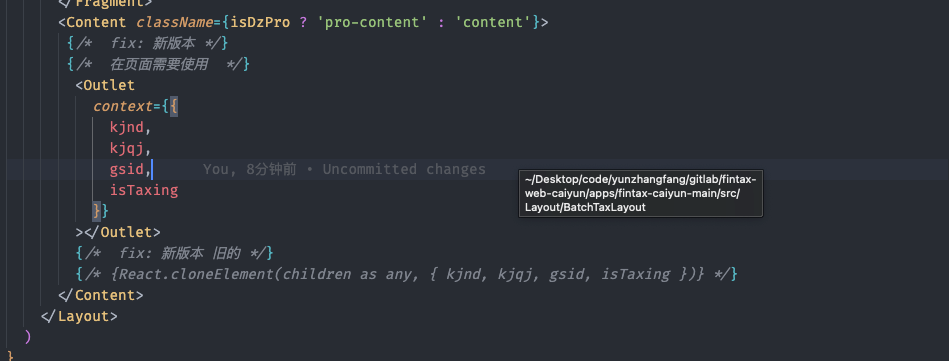 </Fragment>
<Content className={isDzPro ? 'pro-content' : 'content'}>
{/*  fix: 新版本 */}
{/*  在页面需要使用  */}
<Outlet
context={{
kjnd,
kjqj,
gsid, You, 8分钟前 • Uncommitted changes
isTaxing
}}
></Outlet>
{/*  fix: 新版本 旧的 */}
{/* {React.cloneElement(children as any, { kjnd, kjqj, gsid, isTaxing })} */}
</Content>
</Layout>
)
}
~/Desktop/code/yunzhangfang/gitlab/fintax-
web-caiyun/apps/fintax-caiyun-main/src/
Layout/BatchTaxLayout